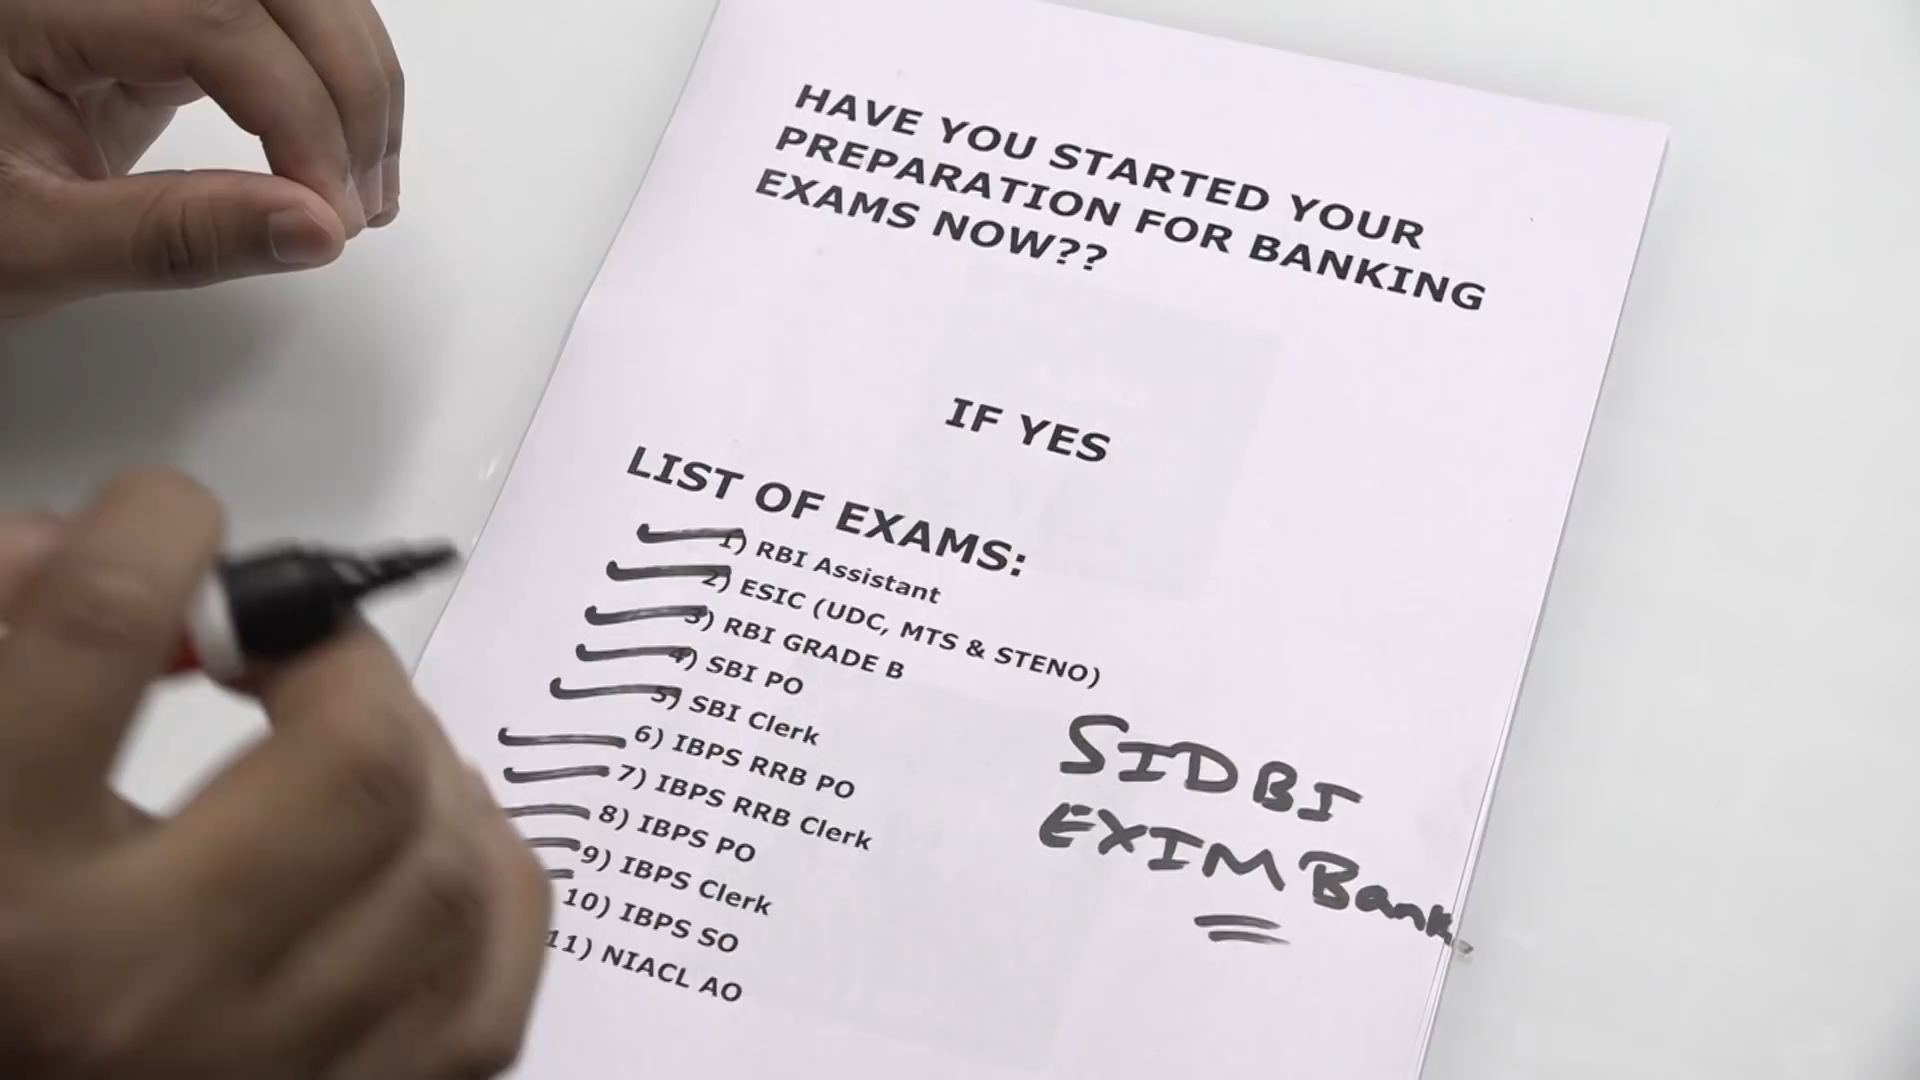 HAVE YOU STARTED YOUR
PREPARATION FOR BANKING
EXAMS NOW??
IF YES
LIST OF EXAMS:
1) RBI Assistant
2) ESIC (UDC, MTS & STENO)
3) RBI GRADE B
4) SBI PO
5) SBI Clerk
6) IBPS RRB PO
7) IBPS RRB Clerk
8) IBPS PO
9) IBPS Clerk
10) IBPS SO
11) NIACL AO
SIDBI
EXIM Bank.